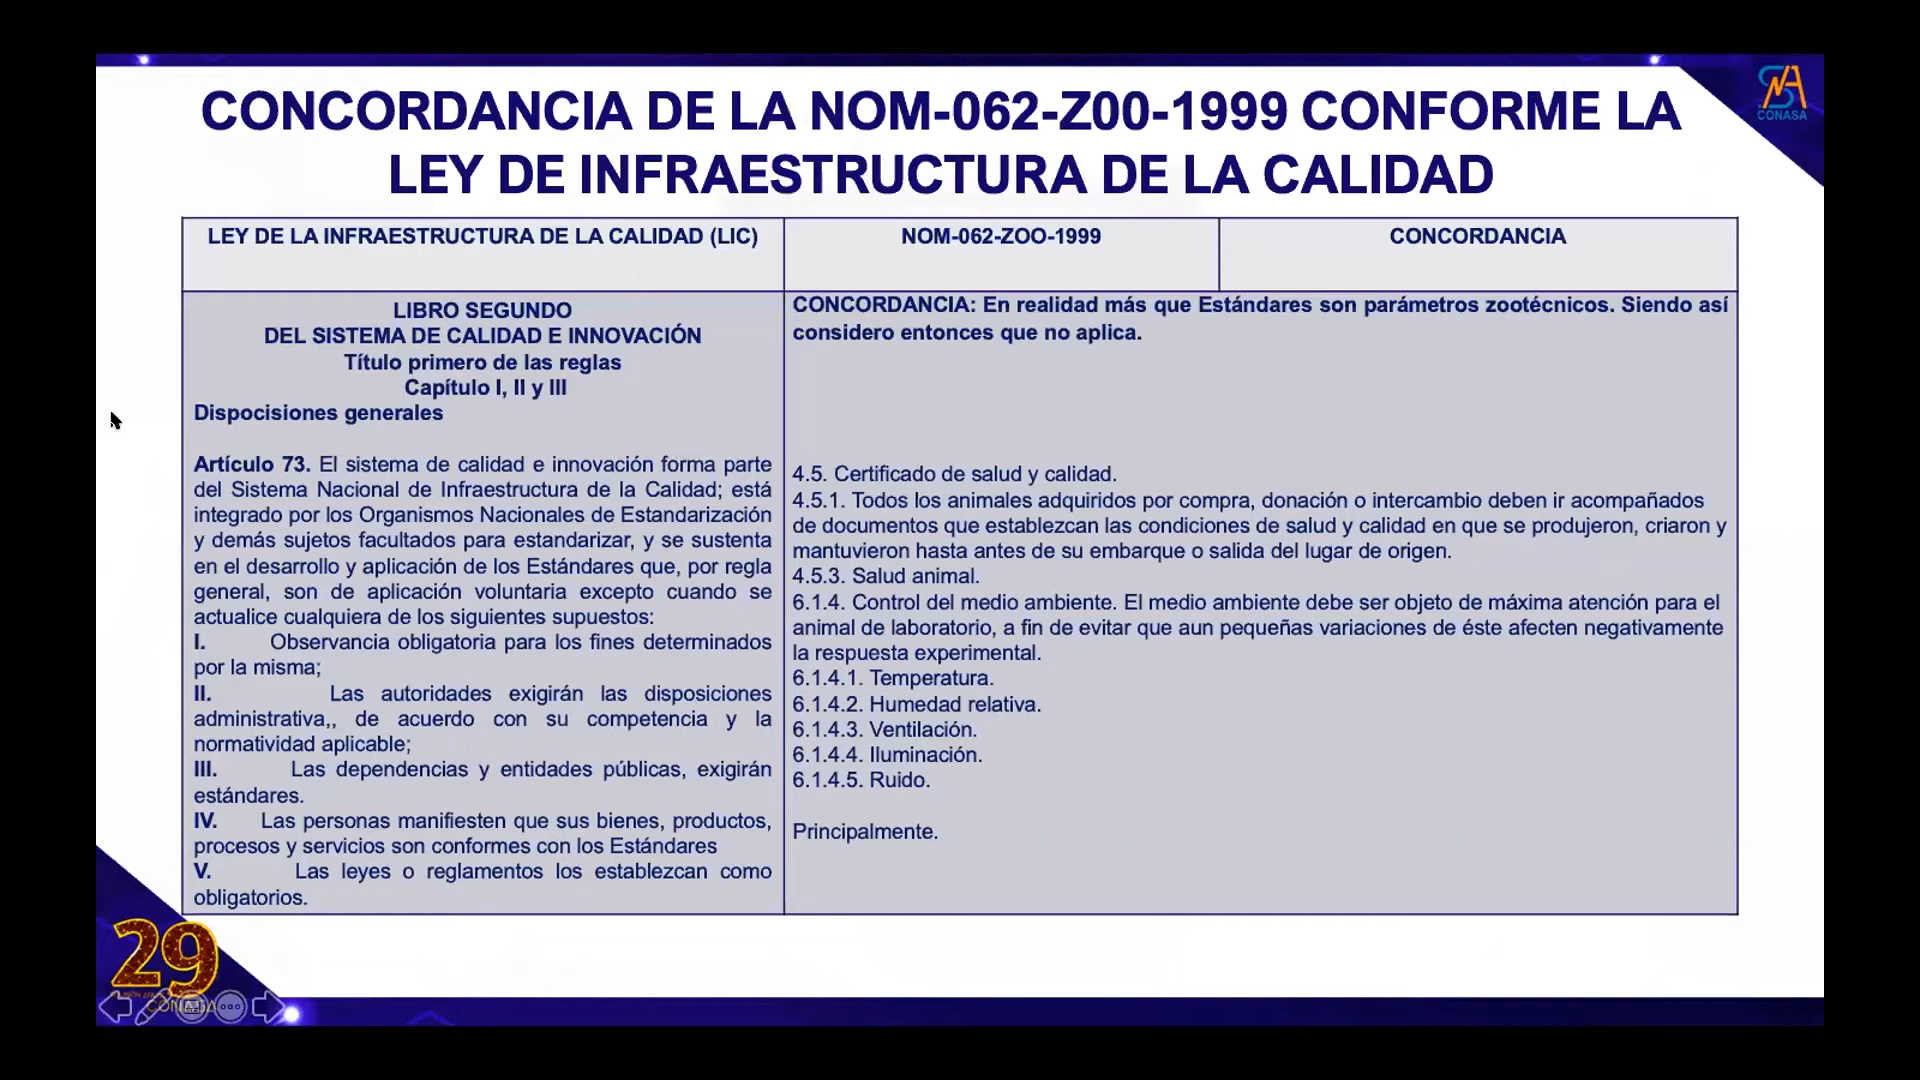 CONCORDANCIA DE LA NOM-062-Z00-1999 CONFORME LA
LEY DE INFRAESTRUCTURA DE LA CALIDAD
CONASA
LEY DE LA INFRAESTRUCTURA DE LA CALIDAD (LIC)
NOM-062-ZOO-1999
CONCORDANCIA
LIBRO SEGUNDO
DEL SISTEMA DE CALIDAD E INNOVACIÓN
Título primero de las reglas
Capítulo I, II y III
Dispocisiones generales
Artículo 73. El sistema de calidad e innovación forma parte
del Sistema Nacional de Infraestructura de la Calidad; está
integrado por los Organismos Nacionales de Estandarización
y demás sujetos facultados para estandarizar, y se sustenta
en el desarrollo y aplicación de los Estándares que, por regla
general, son de aplicación voluntaria excepto cuando se
actualice cualquiera de los siguientes supuestos:
I. Observancia obligatoria para los fines determinados
por la misma;
II. Las autoridades exigirán las disposiciones
administrativa,, de acuerdo con su competencia y la
normatividad aplicable;
III. Las dependencias y entidades públicas, exigirán
estándares.
IV. Las personas manifiesten que sus bienes, productos,
procesos y servicios son conformes con los Estándares
V. Las leyes o reglamentos los establezcan como
obligatorios.
CONCORDANCIA: En realidad más que Estándares son parámetros zootécnicos. Siendo así
considero entonces que no aplica.
4.5. Certificado de salud y calidad.
4.5.1. Todos los animales adquiridos por compra, donación o intercambio deben ir acompañados
de documentos que establezcan las condiciones de salud y calidad en que se produjeron, criaron y
mantuvieron hasta antes de su embarque o salida del lugar de origen.
4.5.3. Salud animal.
6.1.4. Control del medio ambiente. El medio ambiente debe ser objeto de máxima atención para el
animal de laboratorio, a fin de evitar que aun pequeñas variaciones de éste afecten negativamente
la respuesta experimental.
6.1.4.1. Temperatura.
6.1.4.2. Humedad relativa.
6.1.4.3. Ventilación.
6.1.4.4. Iluminación.
6.1.4.5. Ruido.
Principalmente.
29
CONASA